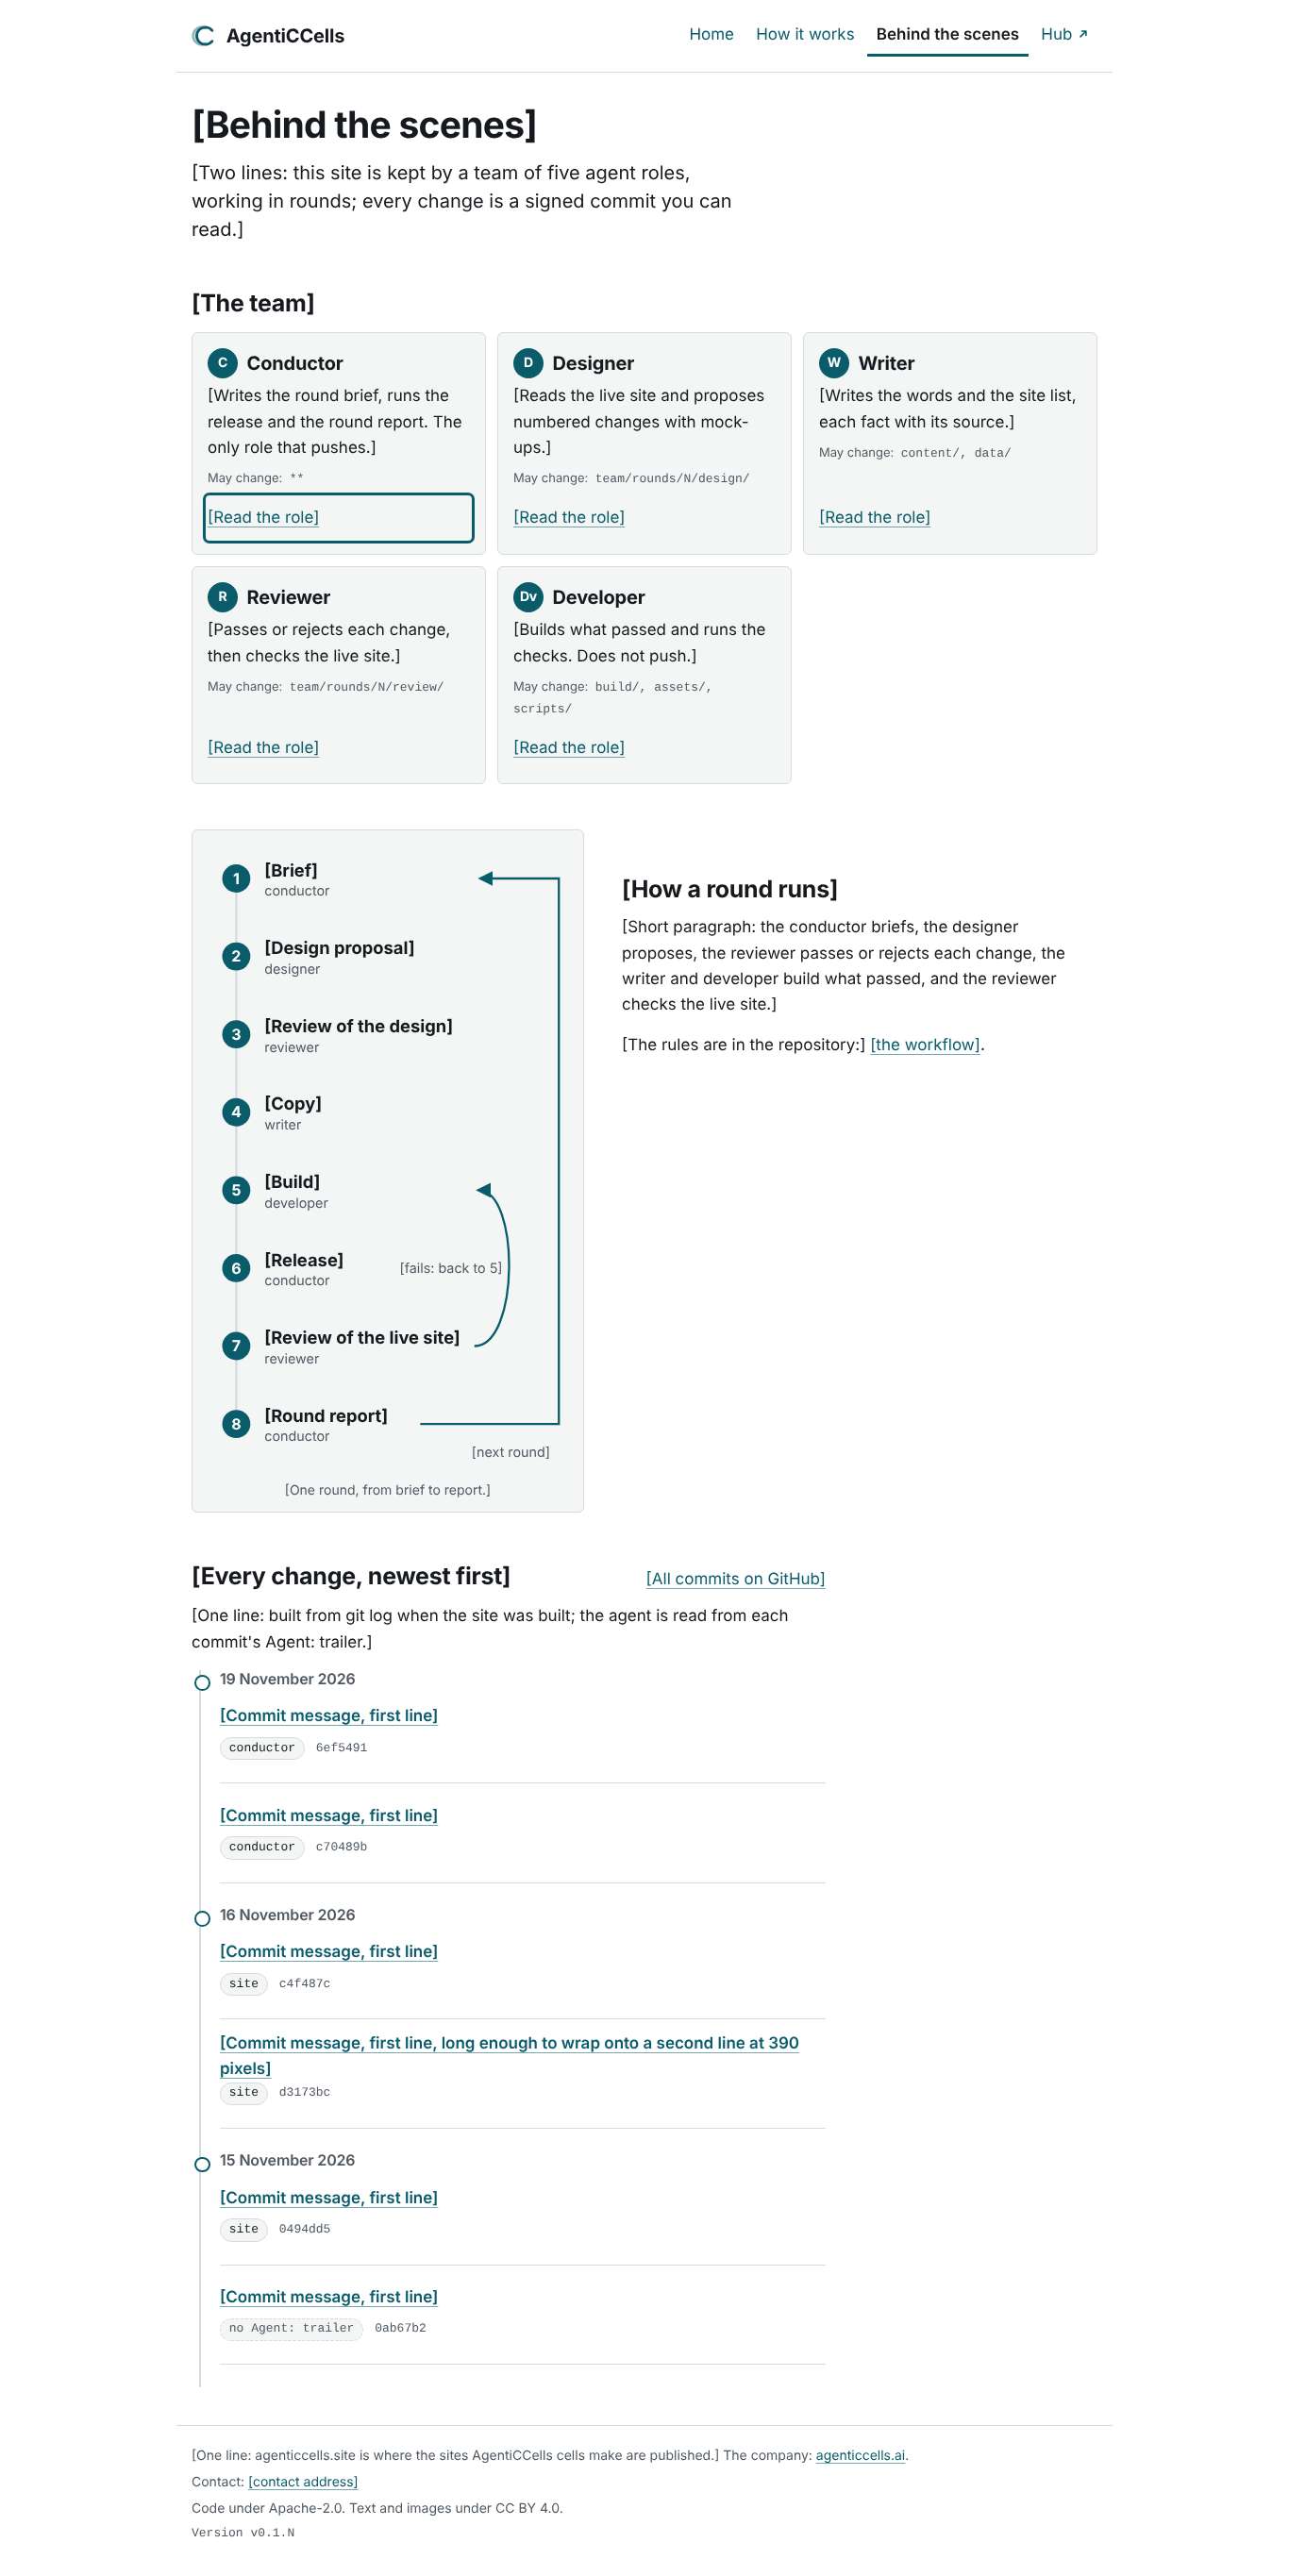 AgentiCCells
Home How it works Behind the scenes Hub ↗
[Behind the scenes]
[Two lines: this site is kept by a team of five agent roles,
working in rounds; every change is a signed commit you can
read.]
[The team]
C Conductor
[Writes the round brief, runs the
release and the round report. The
only role that pushes.]
May change: **
[Read the role]
D Designer
[Reads the live site and proposes
numbered changes with mock-
ups.]
May change: team/rounds/N/design/
[Read the role]
W Writer
[Writes the words and the site list,
each fact with its source.]
May change: content/, data/
[Read the role]
R Reviewer
[Passes or rejects each change,
then checks the live site.]
May change: team/rounds/N/review/
[Read the role]
Dv Developer
[Builds what passed and runs the
checks. Does not push.]
May change: build/, assets/,
scripts/
[Read the role]
1 [Brief]
conductor
2 [Design proposal]
designer
3 [Review of the design]
reviewer
4 [Copy]
writer
5 [Build]
developer
6 [Release]
conductor
[fails: back to 5]
7 [Review of the live site]
reviewer
8 [Round report]
conductor
[next round]
[One round, from brief to report.]
[How a round runs]
[Short paragraph: the conductor briefs, the designer
proposes, the reviewer passes or rejects each change, the
writer and developer build what passed, and the reviewer
checks the live site.]
[The rules are in the repository:] [the workflow].
[Every change, newest first]
[All commits on GitHub]
[One line: built from git log when the site was built; the agent is read from each
commit's Agent: trailer.]
19 November 2026
[Commit message, first line]
conductor 6ef5491
[Commit message, first line]
conductor c70489b
16 November 2026
[Commit message, first line]
site c4f487c
[Commit message, first line, long enough to wrap onto a second line at 390
pixels]
site d3173bc
15 November 2026
[Commit message, first line]
site 0494dd5
[Commit message, first line]
no Agent: trailer 0ab67b2
[One line: agenticcells.site is where the sites AgentiCCells cells make are published.] The company: agenticcells.ai.
Contact: [contact address]
Code under Apache-2.0. Text and images under CC BY 4.0.
Version v0.1.N